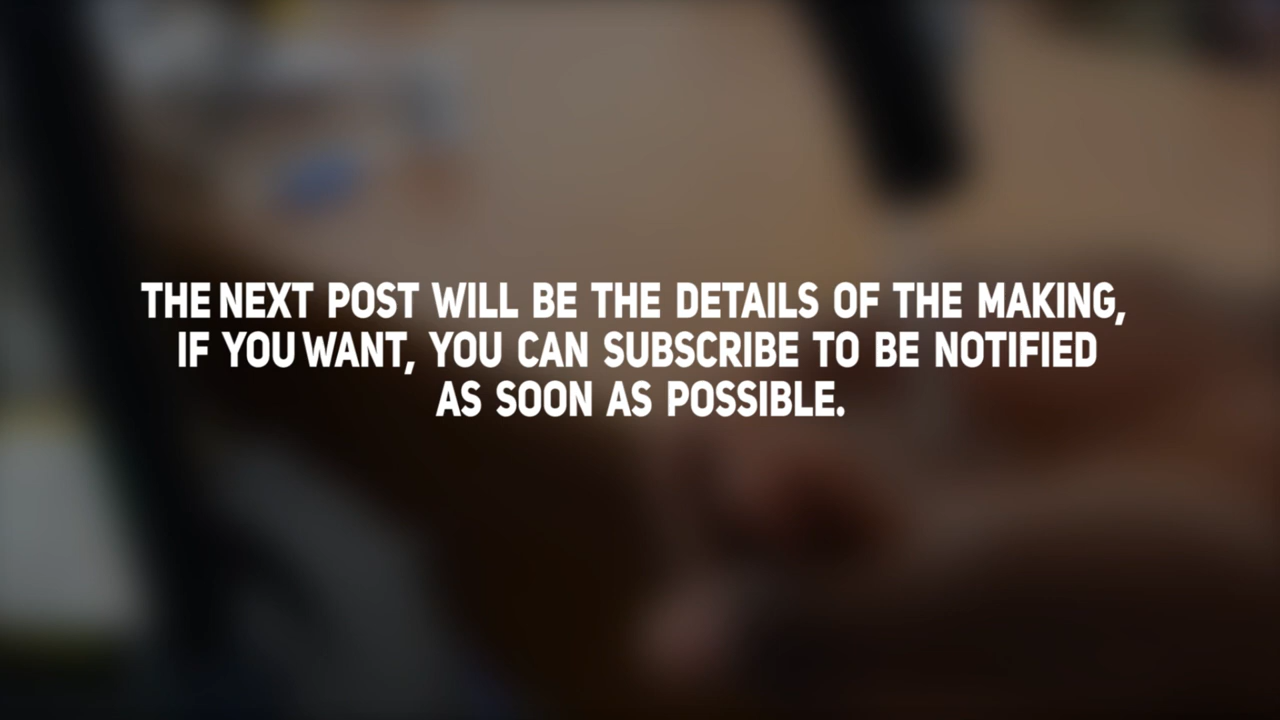 THE NEXT POST WILL BE THE DETAILS OF THE MAKING,
IF YOU WANT, YOU CAN SUBSCRIBE TO BE NOTIFIED
AS SOON AS POSSIBLE.